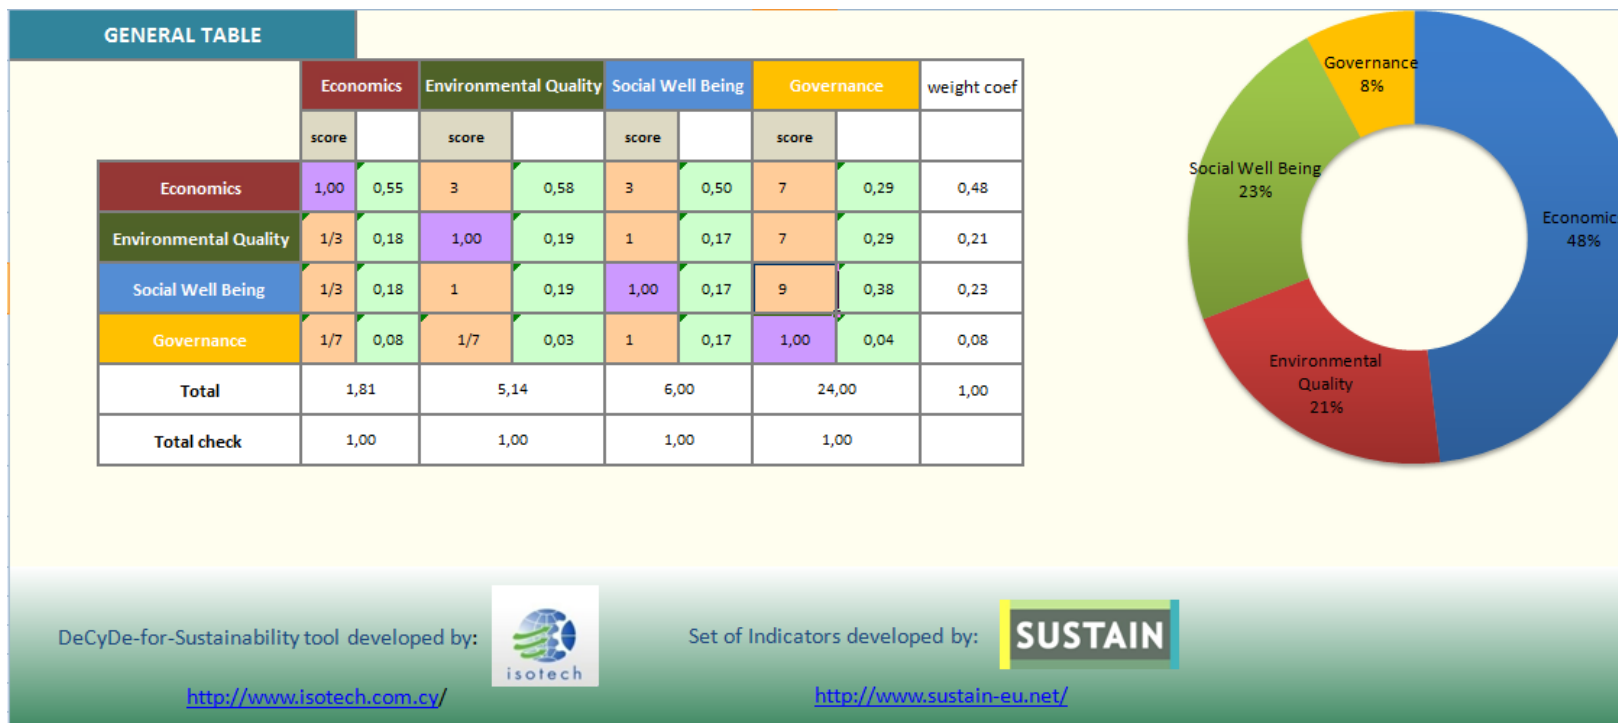 GENERAL TABLE
Economics Environmental Quality Social Well Being Governance weight coef
score score score score
Economics 1,00 0,55 3 0,58 3 0,50 7 0,29 0,48
Environmental Quality 1/3 0,18 1,00 0,19 1 0,17 7 0,29 0,21
Social Well Being 1/3 0,18 1 0,19 1,00 0,17 9 0,38 0,23
Governance 1/7 0,08 1/7 0,03 1 0,17 1,00 0,04 0,08
Total 1,81 5,14 6,00 24,00 1,00
Total check 1,00 1,00 1,00 1,00
Governance
8%
Social Well Being
23%
Economics
48%
Environmental
Quality
21%
DeCyDe-for-Sustainability tool developed by:
isotech
http://www.isotech.com.cy/
Set of Indicators developed by:
SUSTAIN
http://www.sustain-eu.net/